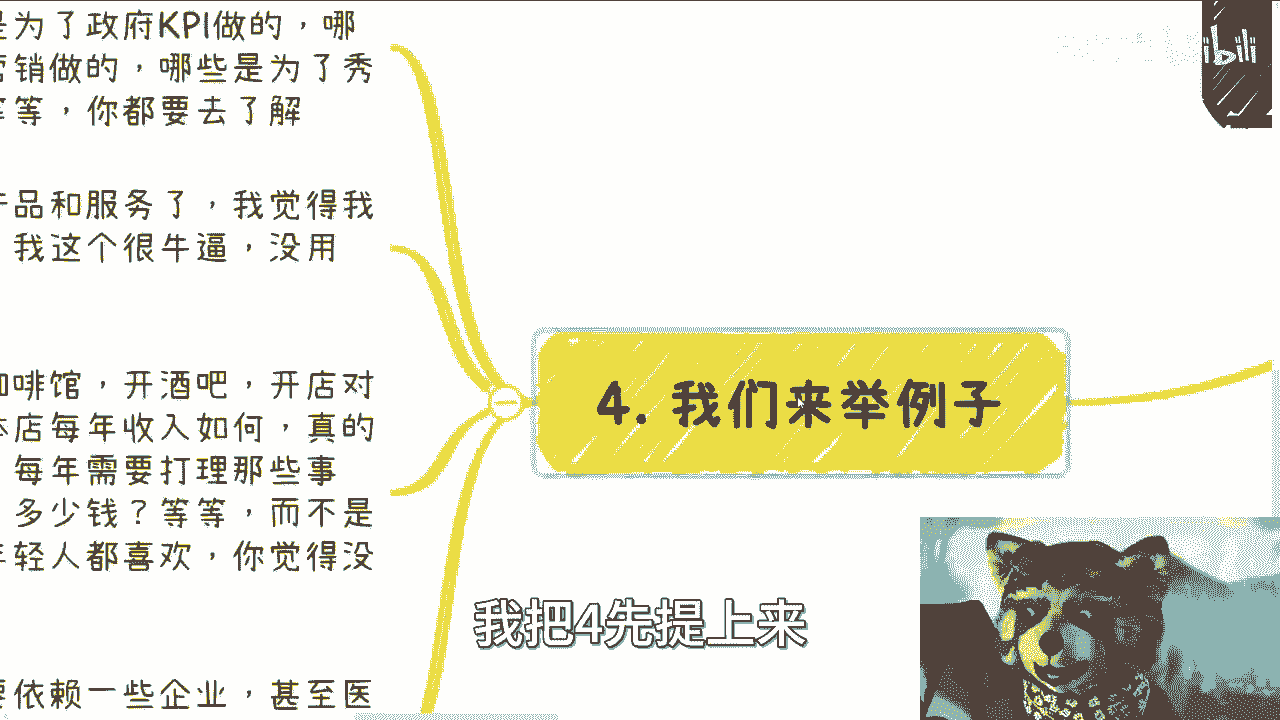 是为了政府KPI做的，哪
营销做的，哪些是为了秀
等等，你都要去了解
产品和服务了，我觉得我
我这个很牛逼，没用
咖啡馆，开酒吧，开店对
店每年收入如何，真的
每年需要打理那些事
多少钱？等等，而不是
年轻人都喜欢，你觉得没
要依赖一些企业，甚至医
4. 我们来举例子
我把4先提上来
ibili